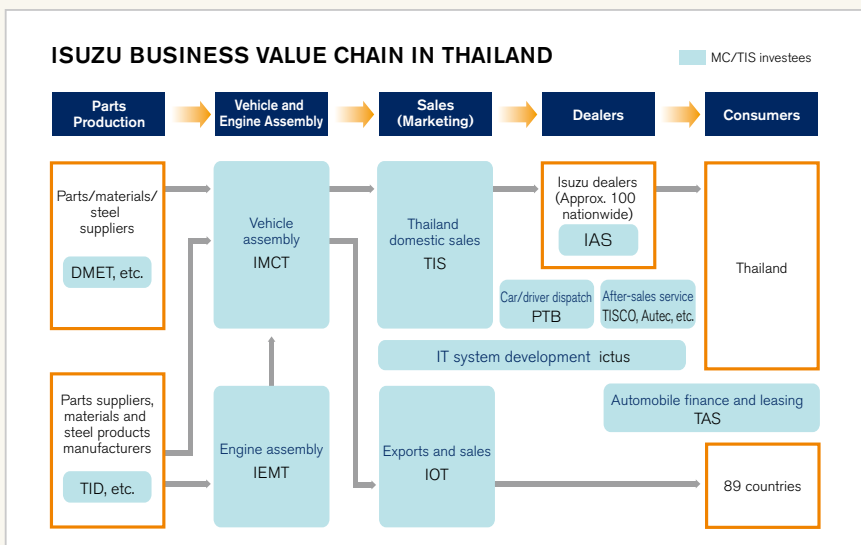 ISUZU BUSINESS VALUE CHAIN IN THAILAND
MC/TIS investees
Parts
Production
Vehicle and
Engine Assembly
Sales
(Marketing)
Dealers
Consumers
Parts/materials/
steel
suppliers
DMET, etc.
Vehicle
assembly
IMCT
Thailand
domestic sales
TIS
Isuzu dealers
(Approx. 100
nationwide)
IAS
Thailand
Car/driver dispatch
PTB
After-sales service
TISCO, Autec, etc.
IT system development ictus
Parts suppliers,
materials and
steel products
manufacturers
TID, etc.
Engine assembly
IEMT
Exports and sales
IOT
Automobile finance and leasing
TAS
89 countries